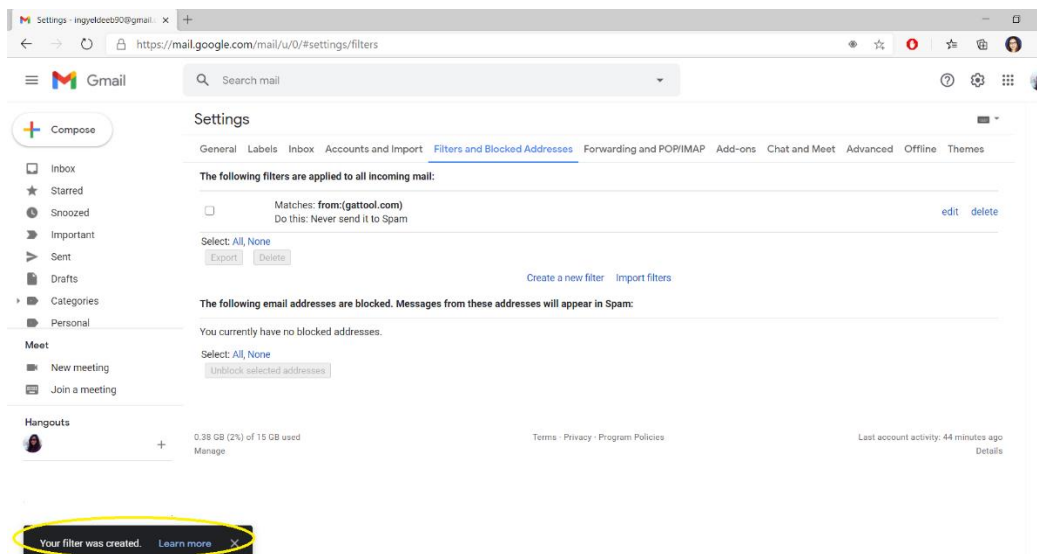 Settings - ingyeldeeb90@gmail.
https://mail.google.com/mail/u/0/#settings/filters
Gmail
Search mail
Compose
Inbox
Starred
Snoozed
Important
Sent
Drafts
Categories
Personal
Meet
New meeting
Join a meeting
Hangouts
Settings
General Labels Inbox Accounts and Import Filters and Blocked Addresses Forwarding and POP/IMAP Add-ons Chat and Meet Advanced Offline Themes
The following filters are applied to all incoming mail:
Matches: from:(gattool.com)
Do this: Never send it to Spam
edit delete
Select: All, None
Export Delete
Create a new filter Import filters
The following email addresses are blocked. Messages from these addresses will appear in Spam:
You currently have no blocked addresses.
Select: All, None
Unblock selected addresses
0.38 GB (2%) of 15 GB used
Manage
Terms · Privacy · Program Policies
Last account activity: 44 minutes ago
Details
Your filter was created. Learn more